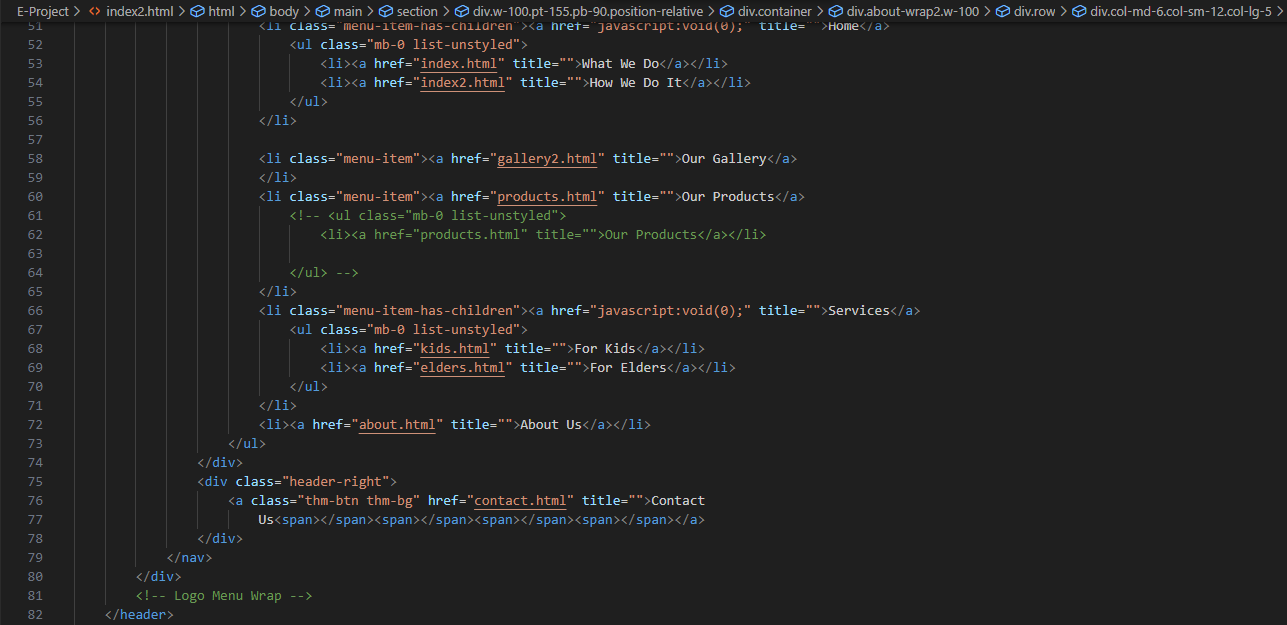 E-Project > <> index2.html > html > body > main > section > div.w-100.pt-155.pb-90.position-relative > div.container > div.about-wrap2.w-100 > div.row > div.col-md-6.col-sm-12.col-lg-5 >
51 <li class="menu-item-has-children"><a href="javascript:void(0);" title="">Home</a>
52 <ul class="mb-0 list-unstyled">
53 <li><a href="index.html" title="">What We Do</a></li>
54 <li><a href="index2.html" title="">How We Do It</a></li>
55 </ul>
56 </li>
57
58 <li class="menu-item"><a href="gallery2.html" title="">Our Gallery</a>
59 </li>
60 <li class="menu-item"><a href="products.html" title="">Our Products</a>
61 <!-- <ul class="mb-0 list-unstyled">
62 <li><a href="products.html" title="">Our Products</a></li>
63
64 </ul> -->
65 </li>
66 <li class="menu-item-has-children"><a href="javascript:void(0);" title="">Services</a>
67 <ul class="mb-0 list-unstyled">
68 <li><a href="kids.html" title="">For Kids</a></li>
69 <li><a href="elders.html" title="">For Elders</a></li>
70 </ul>
71 </li>
72 <li><a href="about.html" title="">About Us</a></li>
73 </ul>
74 </div>
75 <div class="header-right">
76 <a class="thm-btn thm-bg" href="contact.html" title="">Contact
77 Us<span></span><span></span><span></span><span></span></a>
78 </div>
79 </nav>
80 </div>
81 <!-- Logo Menu Wrap -->
82 </header>